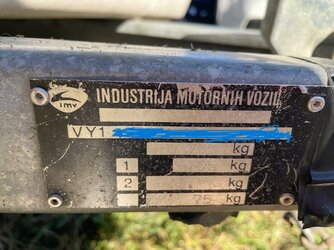 imv INDUSTRIJA MOTORNIH VOZIL
VY1
kg
1 kg
2 kg
75 kg